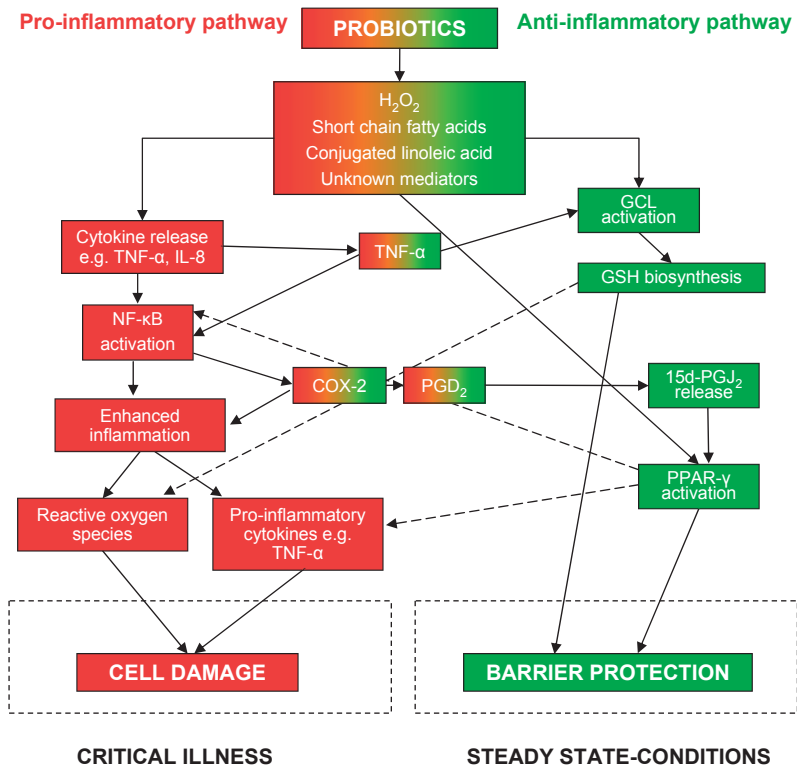 Pro-inflammatory pathway
PROBIOTICS
Anti-inflammatory pathway
H₂O₂
Short chain fatty acids
Conjugated linoleic acid
Unknown mediators
GCL
activation
Cytokine release
e.g. TNF-α, IL-8
TNF-α
GSH biosynthesis
NF-κB
activation
COX-2
PGD₂
15d-PGJ₂
release
Enhanced
inflammation
PPAR-γ
activation
Reactive oxygen
species
Pro-inflammatory
cytokines e.g.
TNF-α
CELL DAMAGE
BARRIER PROTECTION
CRITICAL ILLNESS
STEADY STATE-CONDITIONS